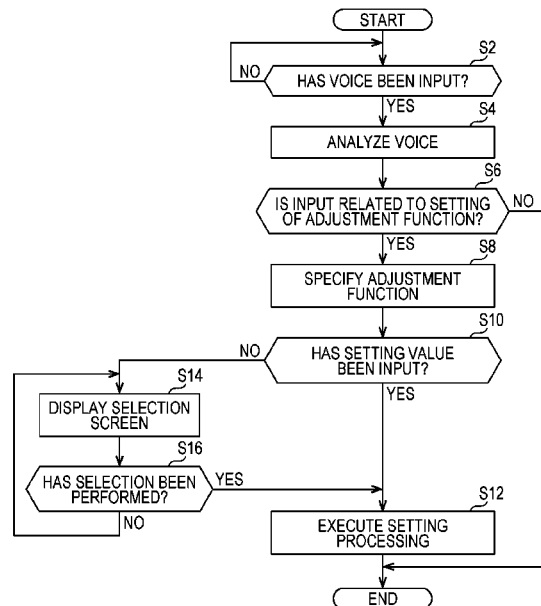 START
S2
NO
HAS VOICE BEEN INPUT?
YES
S4
ANALYZE VOICE
S6
NO
IS INPUT RELATED TO SETTING
OF ADJUSTMENT FUNCTION?
YES
S8
SPECIFY ADJUSTMENT
FUNCTION
S10
NO
HAS SETTING VALUE
BEEN INPUT?
YES
S14
DISPLAY SELECTION
SCREEN
S16
HAS SELECTION BEEN
PERFORMED?
YES
NO
S12
EXECUTE SETTING
PROCESSING
END